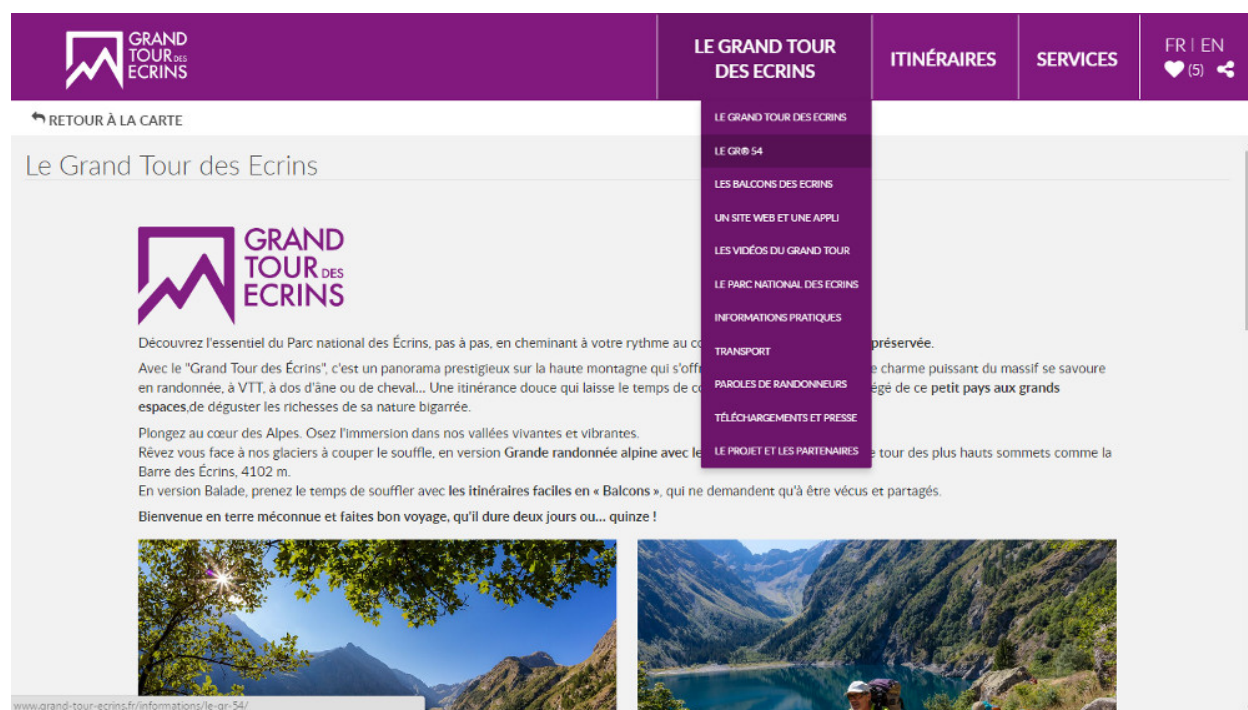 GRAND
TOUR DES
ECRINS
LE GRAND TOUR
DES ECRINS
ITINÉRAIRES
SERVICES
FR | EN
(5)
RETOUR À LA CARTE
LE GRAND TOUR DES ECRINS
LE GR® 54
LES BALCONS DES ECRINS
UN SITE WEB ET UNE APPLI
LES VIDÉOS DU GRAND TOUR
LE PARC NATIONAL DES ECRINS
INFORMATIONS PRATIQUES
TRANSPORT
PAROLES DE RANDONNEURS
TÉLÉCHARGEMENTS ET PRESSE
LE PROJET ET LES PARTENAIRES
Le Grand Tour des Ecrins
GRAND
TOUR DES
ECRINS
Découvrez l'essentiel du Parc national des Écrins, pas à pas, en cheminant à votre rythme au préservée.
Avec le "Grand Tour des Écrins", c'est un panorama prestigieux sur la haute montagne qui charme puissant du massif se savoure
en randonnée, à VTT, à dos d'âne ou de cheval... Une itinérance douce qui laisse le temps de de ce petit pays aux grands
espaces,de déguster les richesses de sa nature bigarrée.
Plongez au cœur des Alpes. Osez l'immersion dans nos vallées vivantes et vibrantes.
Rêvez vous face à nos glaciers à couper le souffle, en version Grande randonnée alpine avec tour des plus hauts sommets comme la
Barre des Écrins, 4102 m.
En version Balade, prenez le temps de souffler avec les itinéraires faciles en « Balcons », qui ne demandent qu'à être vécus et partagés.
Bienvenue en terre méconnue et faites bon voyage, qu'il dure deux jours ou... quinze !
www.grand-tour-ecrins.fr/informations/le-gr-54/